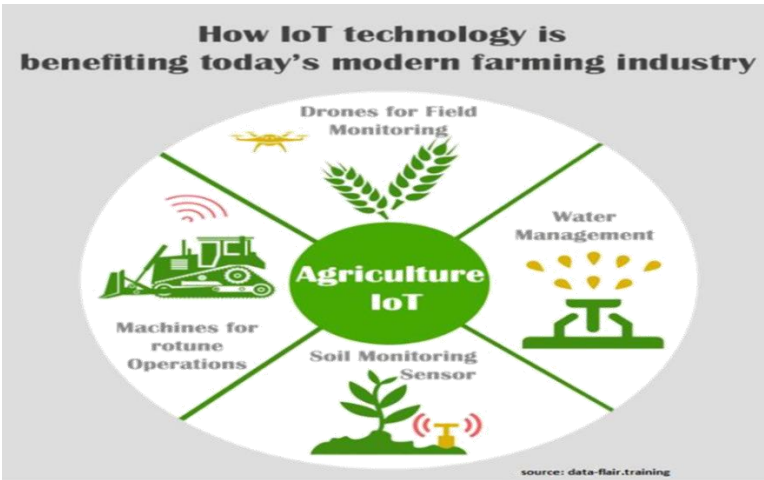 How IoT technology is
benefiting today's modern farming industry
Drones for Field
Monitoring
Water
Management
Agriculture
IoT
Machines for
rotune
Operations
Soil Monitoring
Sensor
source: data-flair.training